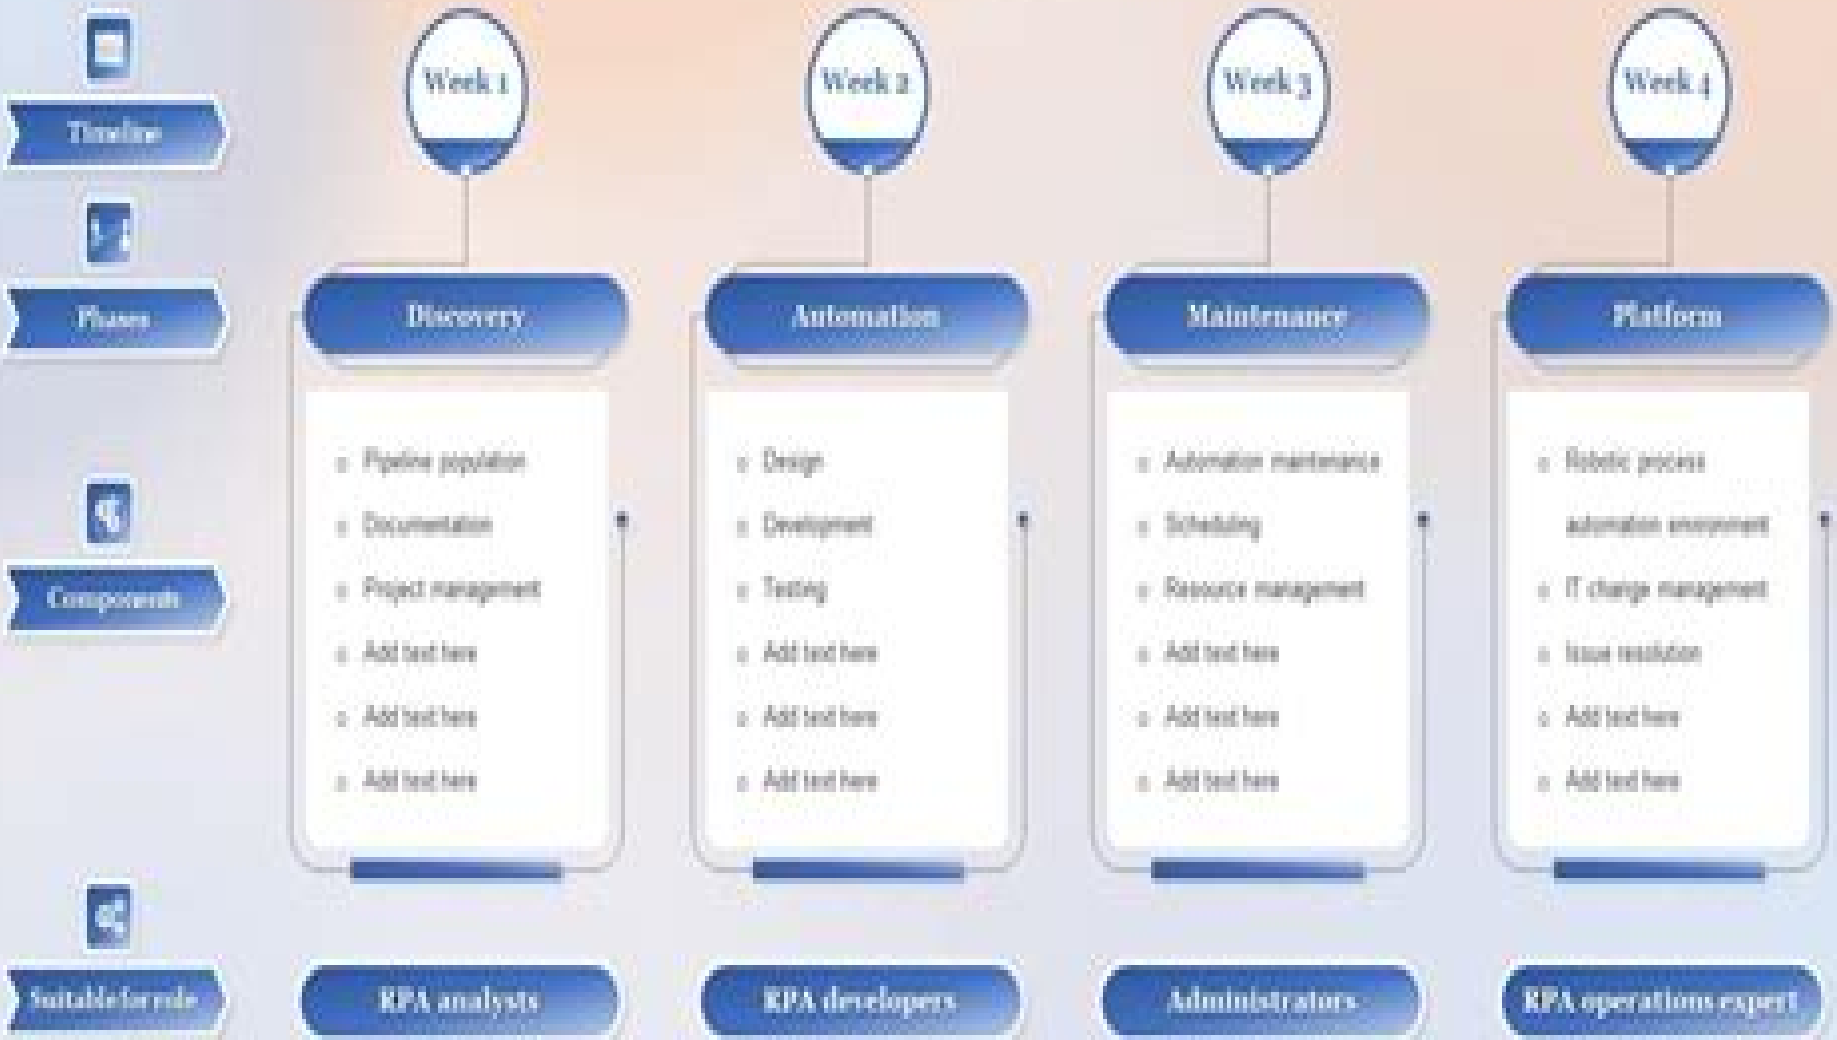 Timeline
Week 1
Week 2
Week 3
Week 4
Phases
Discovery
Automation
Maintenance
Platform
Components
Pipeline population
Documentation
Project management
Add text here
Add text here
Add text here
Design
Development
Testing
Add text here
Add text here
Add text here
Automation maintenance
Scheduling
Resource management
Add text here
Add text here
Add text here
Robotic process
automation environment
IT change management
Issue resolution
Add text here
Add text here
Suitable for role
RPA analysts
RPA developers
Administrators
RPA operations expert